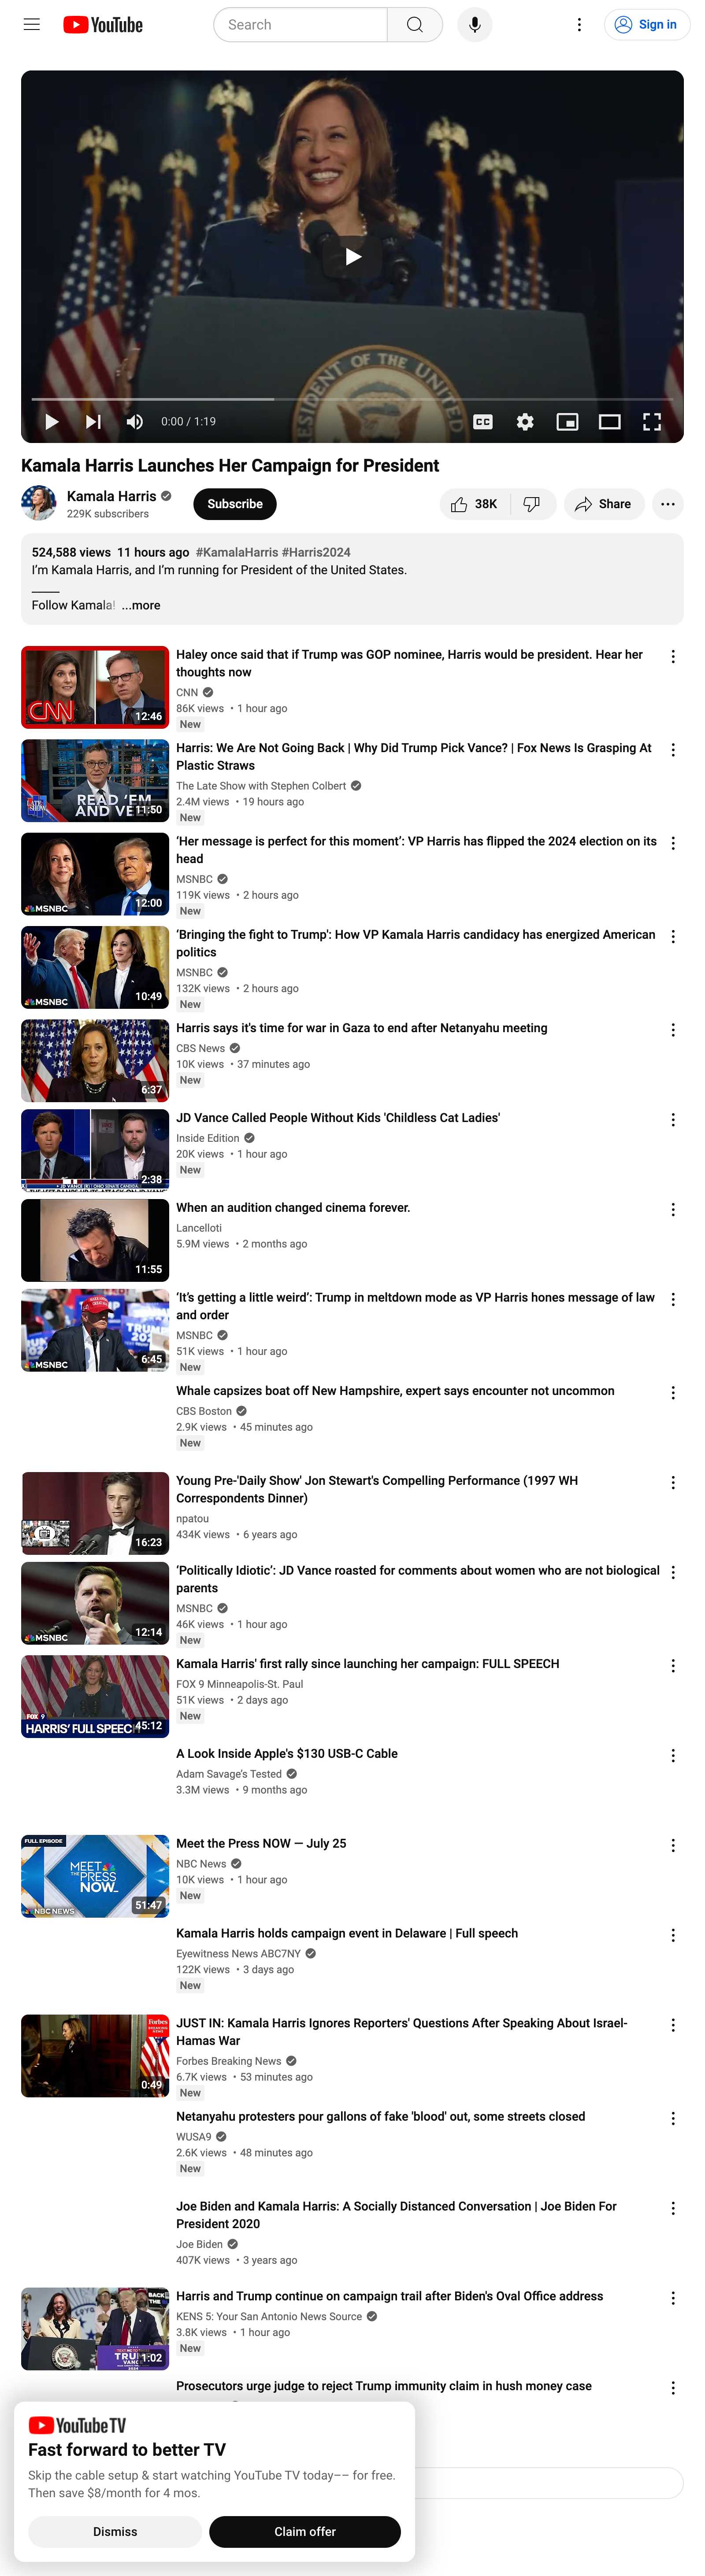 YouTube
Search
Sign in
ESIDENT OF THE UNITED
0:00 / 1:19
CC
Kamala Harris Launches Her Campaign for President
Kamala Harris
229K subscribers
Subscribe
38K
Share
524,588 views 11 hours ago #KamalaHarris #Harris2024
I'm Kamala Harris, and I'm running for President of the United States.
Follow Kamala! ...more
CNN
12:46
Haley once said that if Trump was GOP nominee, Harris would be president. Hear her
thoughts now
CNN
86K views • 1 hour ago
New
READ 'EM
AND VE
11:50
Harris: We Are Not Going Back | Why Did Trump Pick Vance? | Fox News Is Grasping At
Plastic Straws
The Late Show with Stephen Colbert
2.4M views • 19 hours ago
New
MSNBC
12:00
‘Her message is perfect for this moment’: VP Harris has flipped the 2024 election on its
head
MSNBC
119K views • 2 hours ago
New
MSNBC
10:49
‘Bringing the fight to Trump': How VP Kamala Harris candidacy has energized American
politics
MSNBC
132K views • 2 hours ago
New
6:37
Harris says it's time for war in Gaza to end after Netanyahu meeting
CBS News
10K views • 37 minutes ago
New
2:38
JD Vance Called People Without Kids 'Childless Cat Ladies'
Inside Edition
20K views • 1 hour ago
New
11:55
When an audition changed cinema forever.
Lancelloti
5.9M views • 2 months ago
MSNBC
6:45
‘It’s getting a little weird’: Trump in meltdown mode as VP Harris hones message of law
and order
MSNBC
51K views • 1 hour ago
New
Whale capsizes boat off New Hampshire, expert says encounter not uncommon
CBS Boston
2.9K views • 45 minutes ago
New
16:23
Young Pre-'Daily Show' Jon Stewart's Compelling Performance (1997 WH
Correspondents Dinner)
npatou
434K views • 6 years ago
MSNBC
12:14
‘Politically Idiotic’: JD Vance roasted for comments about women who are not biological
parents
MSNBC
46K views • 1 hour ago
New
FOX 9
HARRIS' FULL SPEECH
45:12
Kamala Harris' first rally since launching her campaign: FULL SPEECH
FOX 9 Minneapolis-St. Paul
51K views • 2 days ago
New
A Look Inside Apple's $130 USB-C Cable
Adam Savage’s Tested
3.3M views • 9 months ago
FULL EPISODE
MEET
THE PRESS
NOW
NBC NEWS
51:47
Meet the Press NOW — July 25
NBC News
10K views • 1 hour ago
New
Kamala Harris holds campaign event in Delaware | Full speech
Eyewitness News ABC7NY
122K views • 3 days ago
New
Forbes
0:49
JUST IN: Kamala Harris Ignores Reporters' Questions After Speaking About Israel-
Hamas War
Forbes Breaking News
6.7K views • 53 minutes ago
New
Netanyahu protesters pour gallons of fake 'blood' out, some streets closed
WUSA9
2.6K views • 48 minutes ago
New
Joe Biden and Kamala Harris: A Socially Distanced Conversation | Joe Biden For
President 2020
Joe Biden
407K views • 3 years ago
1:02
Harris and Trump continue on campaign trail after Biden's Oval Office address
KENS 5: Your San Antonio News Source
3.8K views • 1 hour ago
New
Prosecutors urge judge to reject Trump immunity claim in hush money case
YouTube TV
Fast forward to better TV
Skip the cable setup & start watching YouTube TV today–– for free.
Then save $8/month for 4 mos.
Dismiss
Claim offer